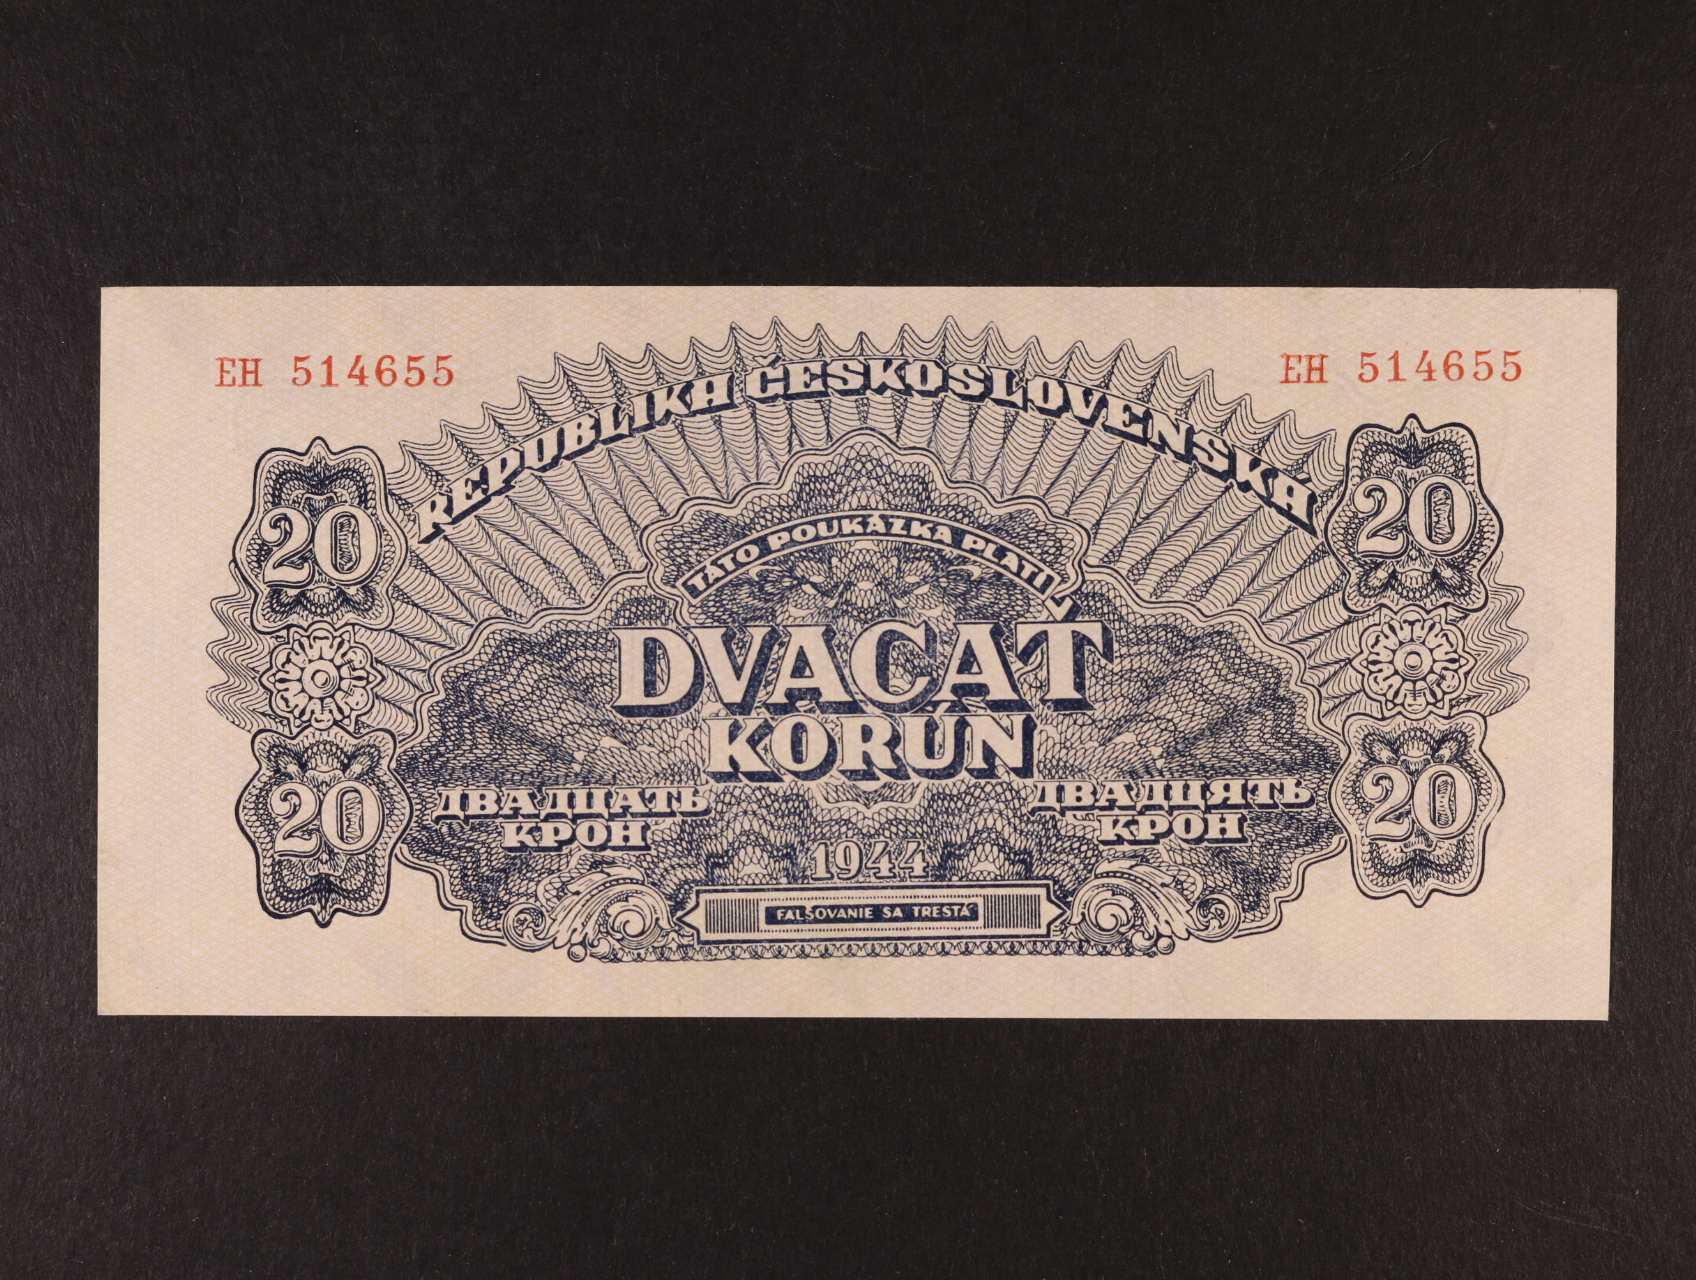 EH 514655
EH 514655
REPUBLIKA ČESKOSLOVENSKÁ
20
20
TÁTO POUKÁZKA PLATÍ
DVACAŤ
KORÚN
ДВАДЦАТЬ
КРОН
ДВАДЦЯТЬ
КРОН
20
20
1944
FALŠOVANIE SA TRESTÁ